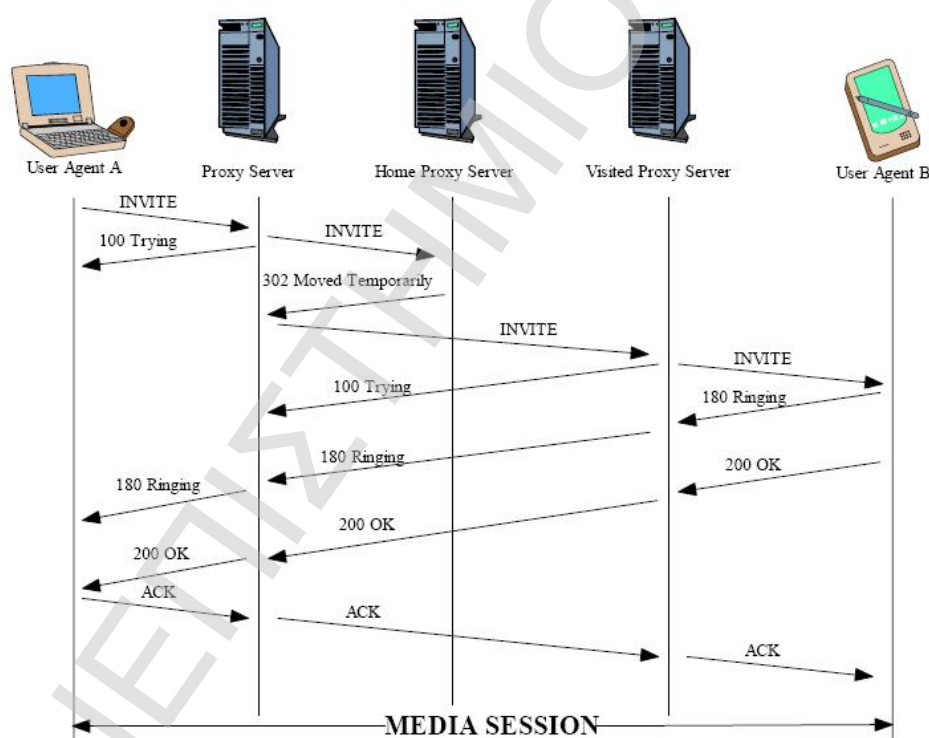 User Agent A
Proxy Server
Home Proxy Server
Visited Proxy Server
User Agent B
INVITE
100 Trying
INVITE
302 Moved Temporarily
INVITE
INVITE
100 Trying
180 Ringing
180 Ringing
200 OK
180 Ringing
200 OK
200 OK
ACK
ACK
ACK
MEDIA SESSION